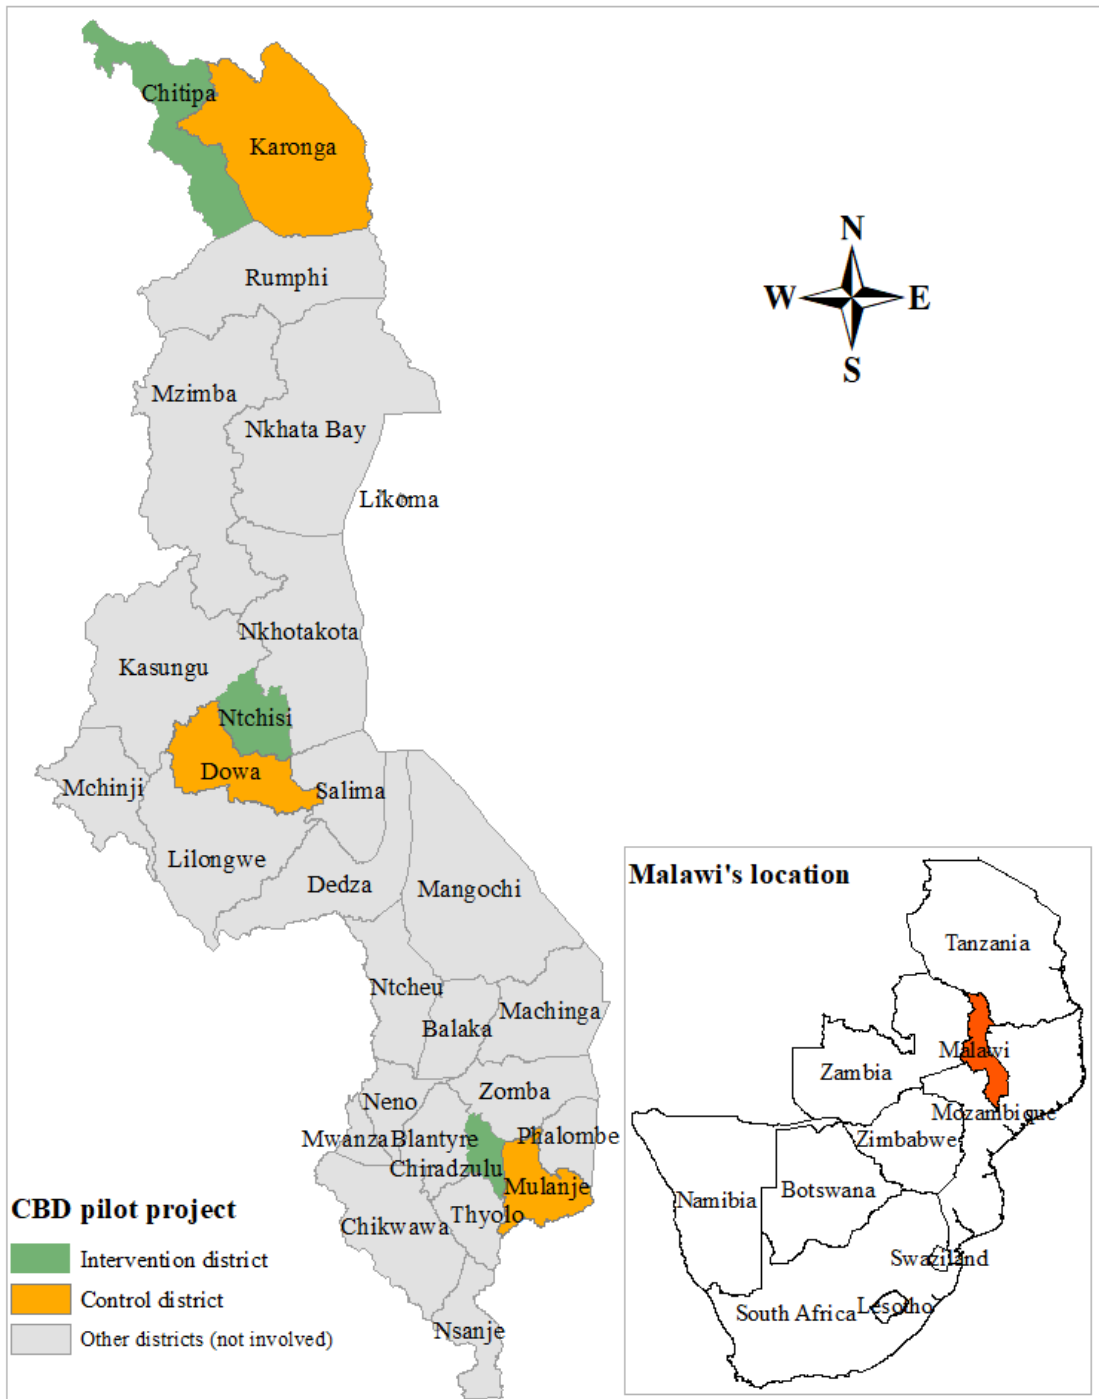 Chitipa
Karonga
N
W E
S
Rumphi
Mzimba
Nkhata Bay
Likoma
Nkhotakota
Kasungu
Ntchisi
Dowa
Mchinji
Salima
Lilongwe
Dedza
Mangochi
Ntcheu
Machinga
Balaka
Zomba
Neno
Mwanza
Blantyre
Phalombe
Chiradzulu
Mulanje
Thyolo
Chikwawa
Nsanje
CBD pilot project
Intervention district
Control district
Other districts (not involved)
Malawi's location
Tanzania
Malawi
Zambia
Mozambique
Zimbabwe
Botswana
Namibia
Swaziland
South Africa
Lesotho